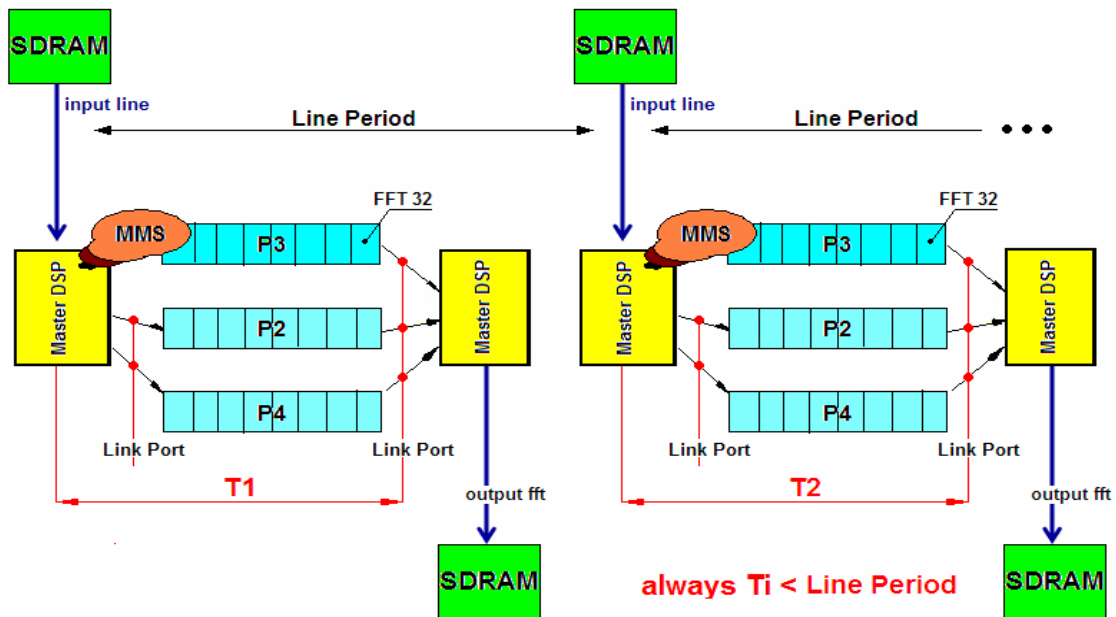 SDRAM
SDRAM
input line
input line
Line Period
Line Period
•••
FFT 32
FFT 32
MMS
P3
MMS
P3
Master DSP
Master DSP
Master DSP
Master DSP
P2
P2
P4
P4
Link Port
Link Port
Link Port
Link Port
T1
T2
output fft
output fft
SDRAM
always Ti < Line Period
SDRAM